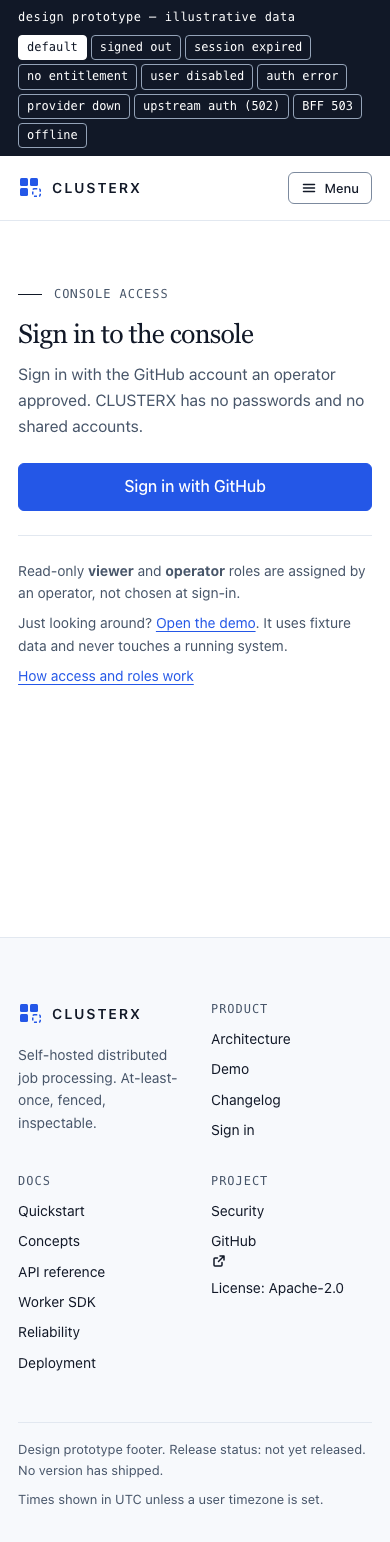 design prototype — illustrative data
default
signed out
session expired
no entitlement
user disabled
auth error
provider down
upstream auth (502)
BFF 503
offline
CLUSTERX
Menu
CONSOLE ACCESS
Sign in to the console
Sign in with the GitHub account an operator
approved. CLUSTERX has no passwords and no
shared accounts.
Sign in with GitHub
Read-only viewer and operator roles are assigned by
an operator, not chosen at sign-in.
Just looking around? Open the demo. It uses fixture
data and never touches a running system.
How access and roles work
CLUSTERX
Self-hosted distributed
job processing. At-least-
once, fenced,
inspectable.
PRODUCT
Architecture
Demo
Changelog
Sign in
DOCS
Quickstart
Concepts
API reference
Worker SDK
Reliability
Deployment
PROJECT
Security
GitHub
License: Apache-2.0
Design prototype footer. Release status: not yet released.
No version has shipped.
Times shown in UTC unless a user timezone is set.